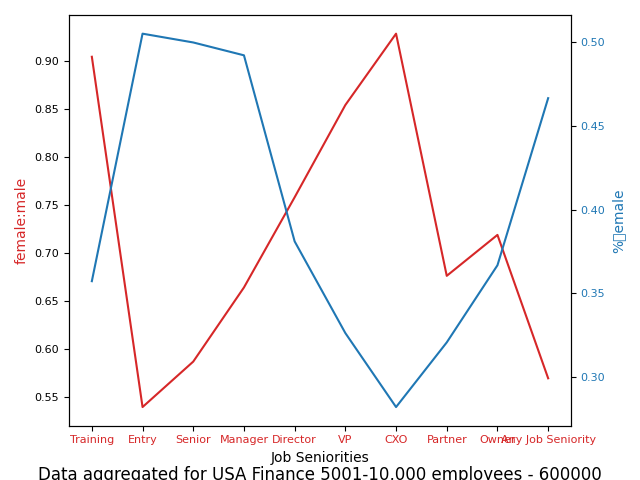 0.90
0.85
0.80
0.75
0.70
0.65
0.60
0.55
female:male
0.50
0.45
0.40
0.35
0.30
%▯emale
Training Entry Senior Manager Director VP CXO Partner Owner Any Job Seniority
Job Seniorities
Data aggregated for USA Finance 5001-10.000 employees - 600000